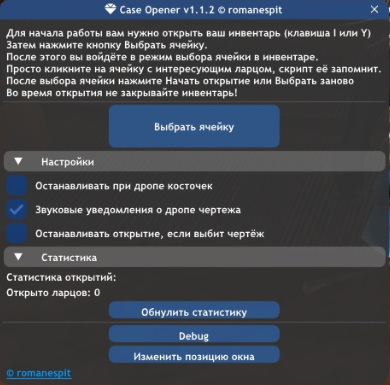 Case Opener v1.1.2 © romanespit
Для начала работы вам нужно открыть ваш инвентарь (клавиша I или Y)
Затем нажмите кнопку Выбрать ячейку.
После этого вы войдёте в режим выбора ячейки в инвентаре.
Просто кликните на ячейку с интересующим ларцом, скрипт её запомнит.
После выбора ячейки нажмите Начать открытие или Выбрать заново
Во время открытия не закрывайте инвентарь!
Выбрать ячейку
Настройки
Останавливать при дропе косточек
Звуковые уведомления о дропе чертежа
Останавливать открытие, если выбит чертёж
Статистика
Статистика открытий:
Открыто ларцов: 0
Обнулить статистику
Debug
Изменить позицию окна
© romanespit